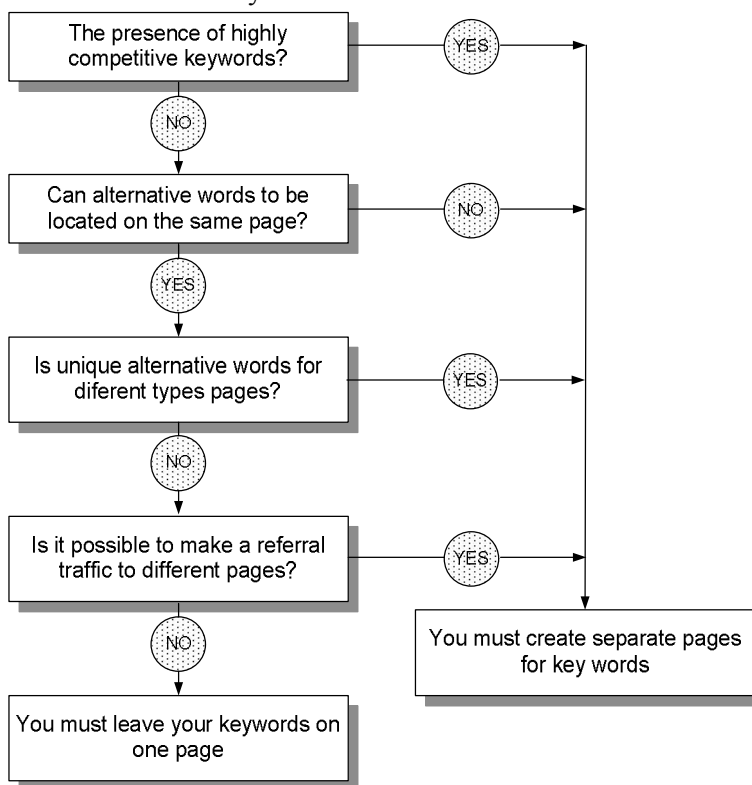 The presence of highly
competitive keywords?
YES
NO
Can alternative words to be
located on the same page?
NO
YES
Is unique alternative words for
diferent types pages?
YES
NO
Is it possible to make a referral
traffic to different pages?
YES
NO
You must create separate pages
for key words
You must leave your keywords on
one page